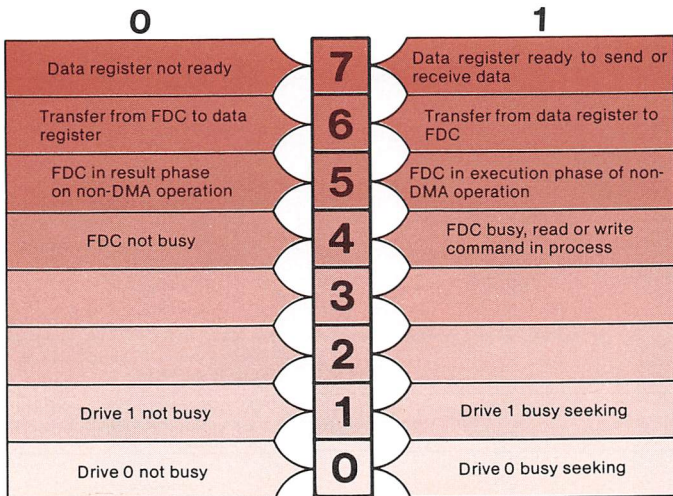 0 1
Data register not ready 7 Data register ready to send or
receive data
Transfer from FDC to data
register 6 Transfer from data register to
FDC
FDC in result phase
on non-DMA operation 5 FDC in execution phase of non-
DMA operation
FDC not busy 4 FDC busy, read or write
command in process
3
2
Drive 1 not busy 1 Drive 1 busy seeking
Drive 0 not busy 0 Drive 0 busy seeking